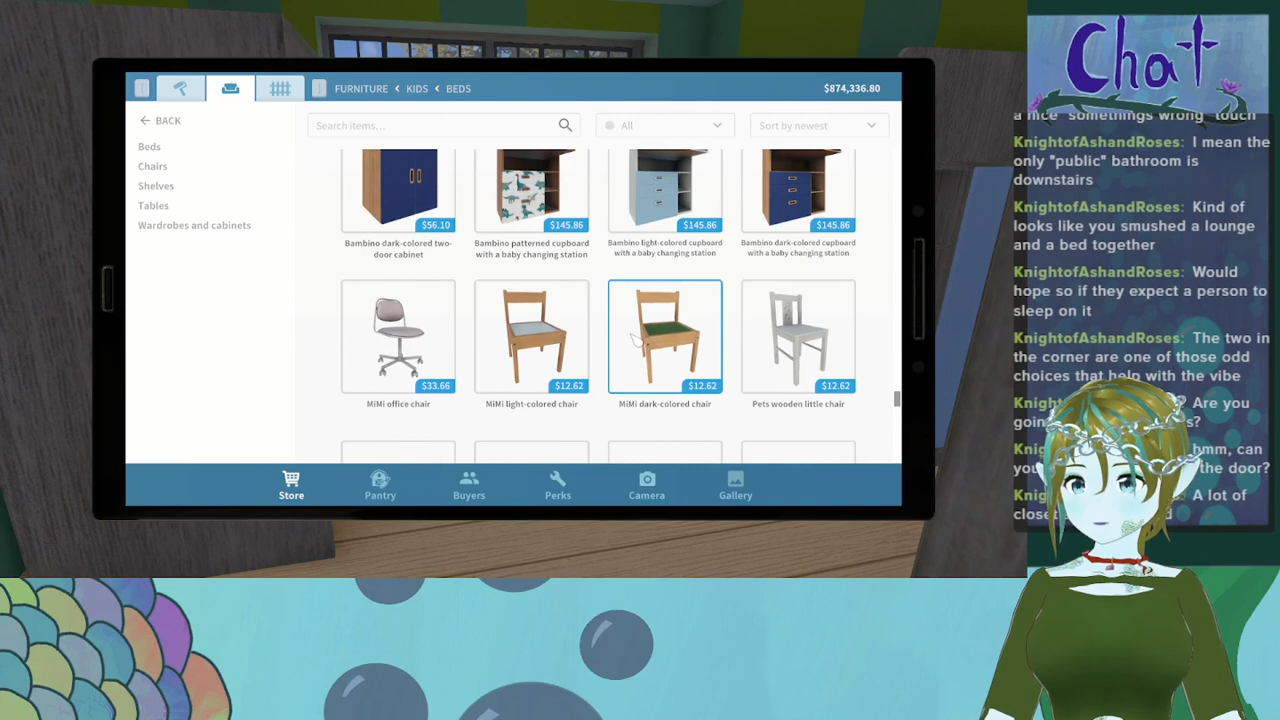 FURNITURE < KIDS < BEDS
$874,336.80
BACK
Beds
Chairs
Shelves
Tables
Wardrobes and cabinets
Search items...
All
Sort by newest
$56.10
$145.86
$145.86
$145.86
Bambino dark-colored two-
door cabinet
Bambino patterned cupboard
with a baby changing station
Bambino light-colored cupboard
with a baby changing station
Bambino dark-colored cupboard
with a baby changing station
$33.66
$12.62
$12.62
$12.62
MiMi office chair
MiMi light-colored chair
MiMi dark-colored chair
Pets wooden little chair
Store
Pantry
Buyers
Perks
Camera
Gallery
Chat
a nice "somethings wrong" touch
KnightofAshandRoses: I mean the
only "public" bathroom is
downstairs
KnightofAshandRoses: Kind of
looks like you smushed a lounge
and a bed together
KnightofAshandRoses: Would
hope so if they expect a person to
sleep on it
KnightofAshandRoses: The two in
the corner are one of those odd
choices that help with the vibe
Are you
hmm, can
the door?
A lot of